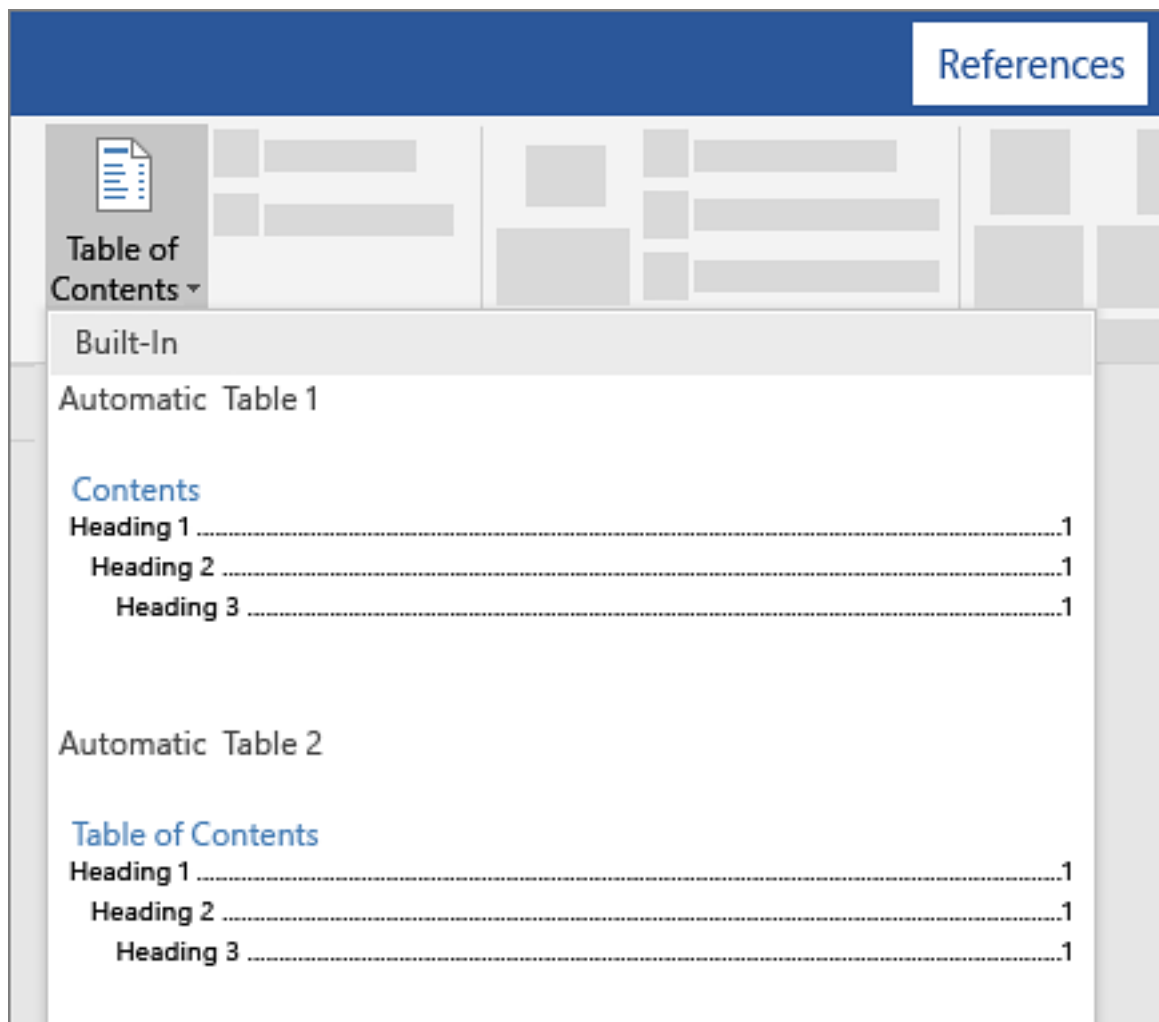 References
Table of
Contents
Built-In
Automatic Table 1
Contents
Heading 1 ........................................ 1
Heading 2 ........................................ 1
Heading 3 ........................................ 1
Automatic Table 2
Table of Contents
Heading 1 ........................................ 1
Heading 2 ........................................ 1
Heading 3 ........................................ 1